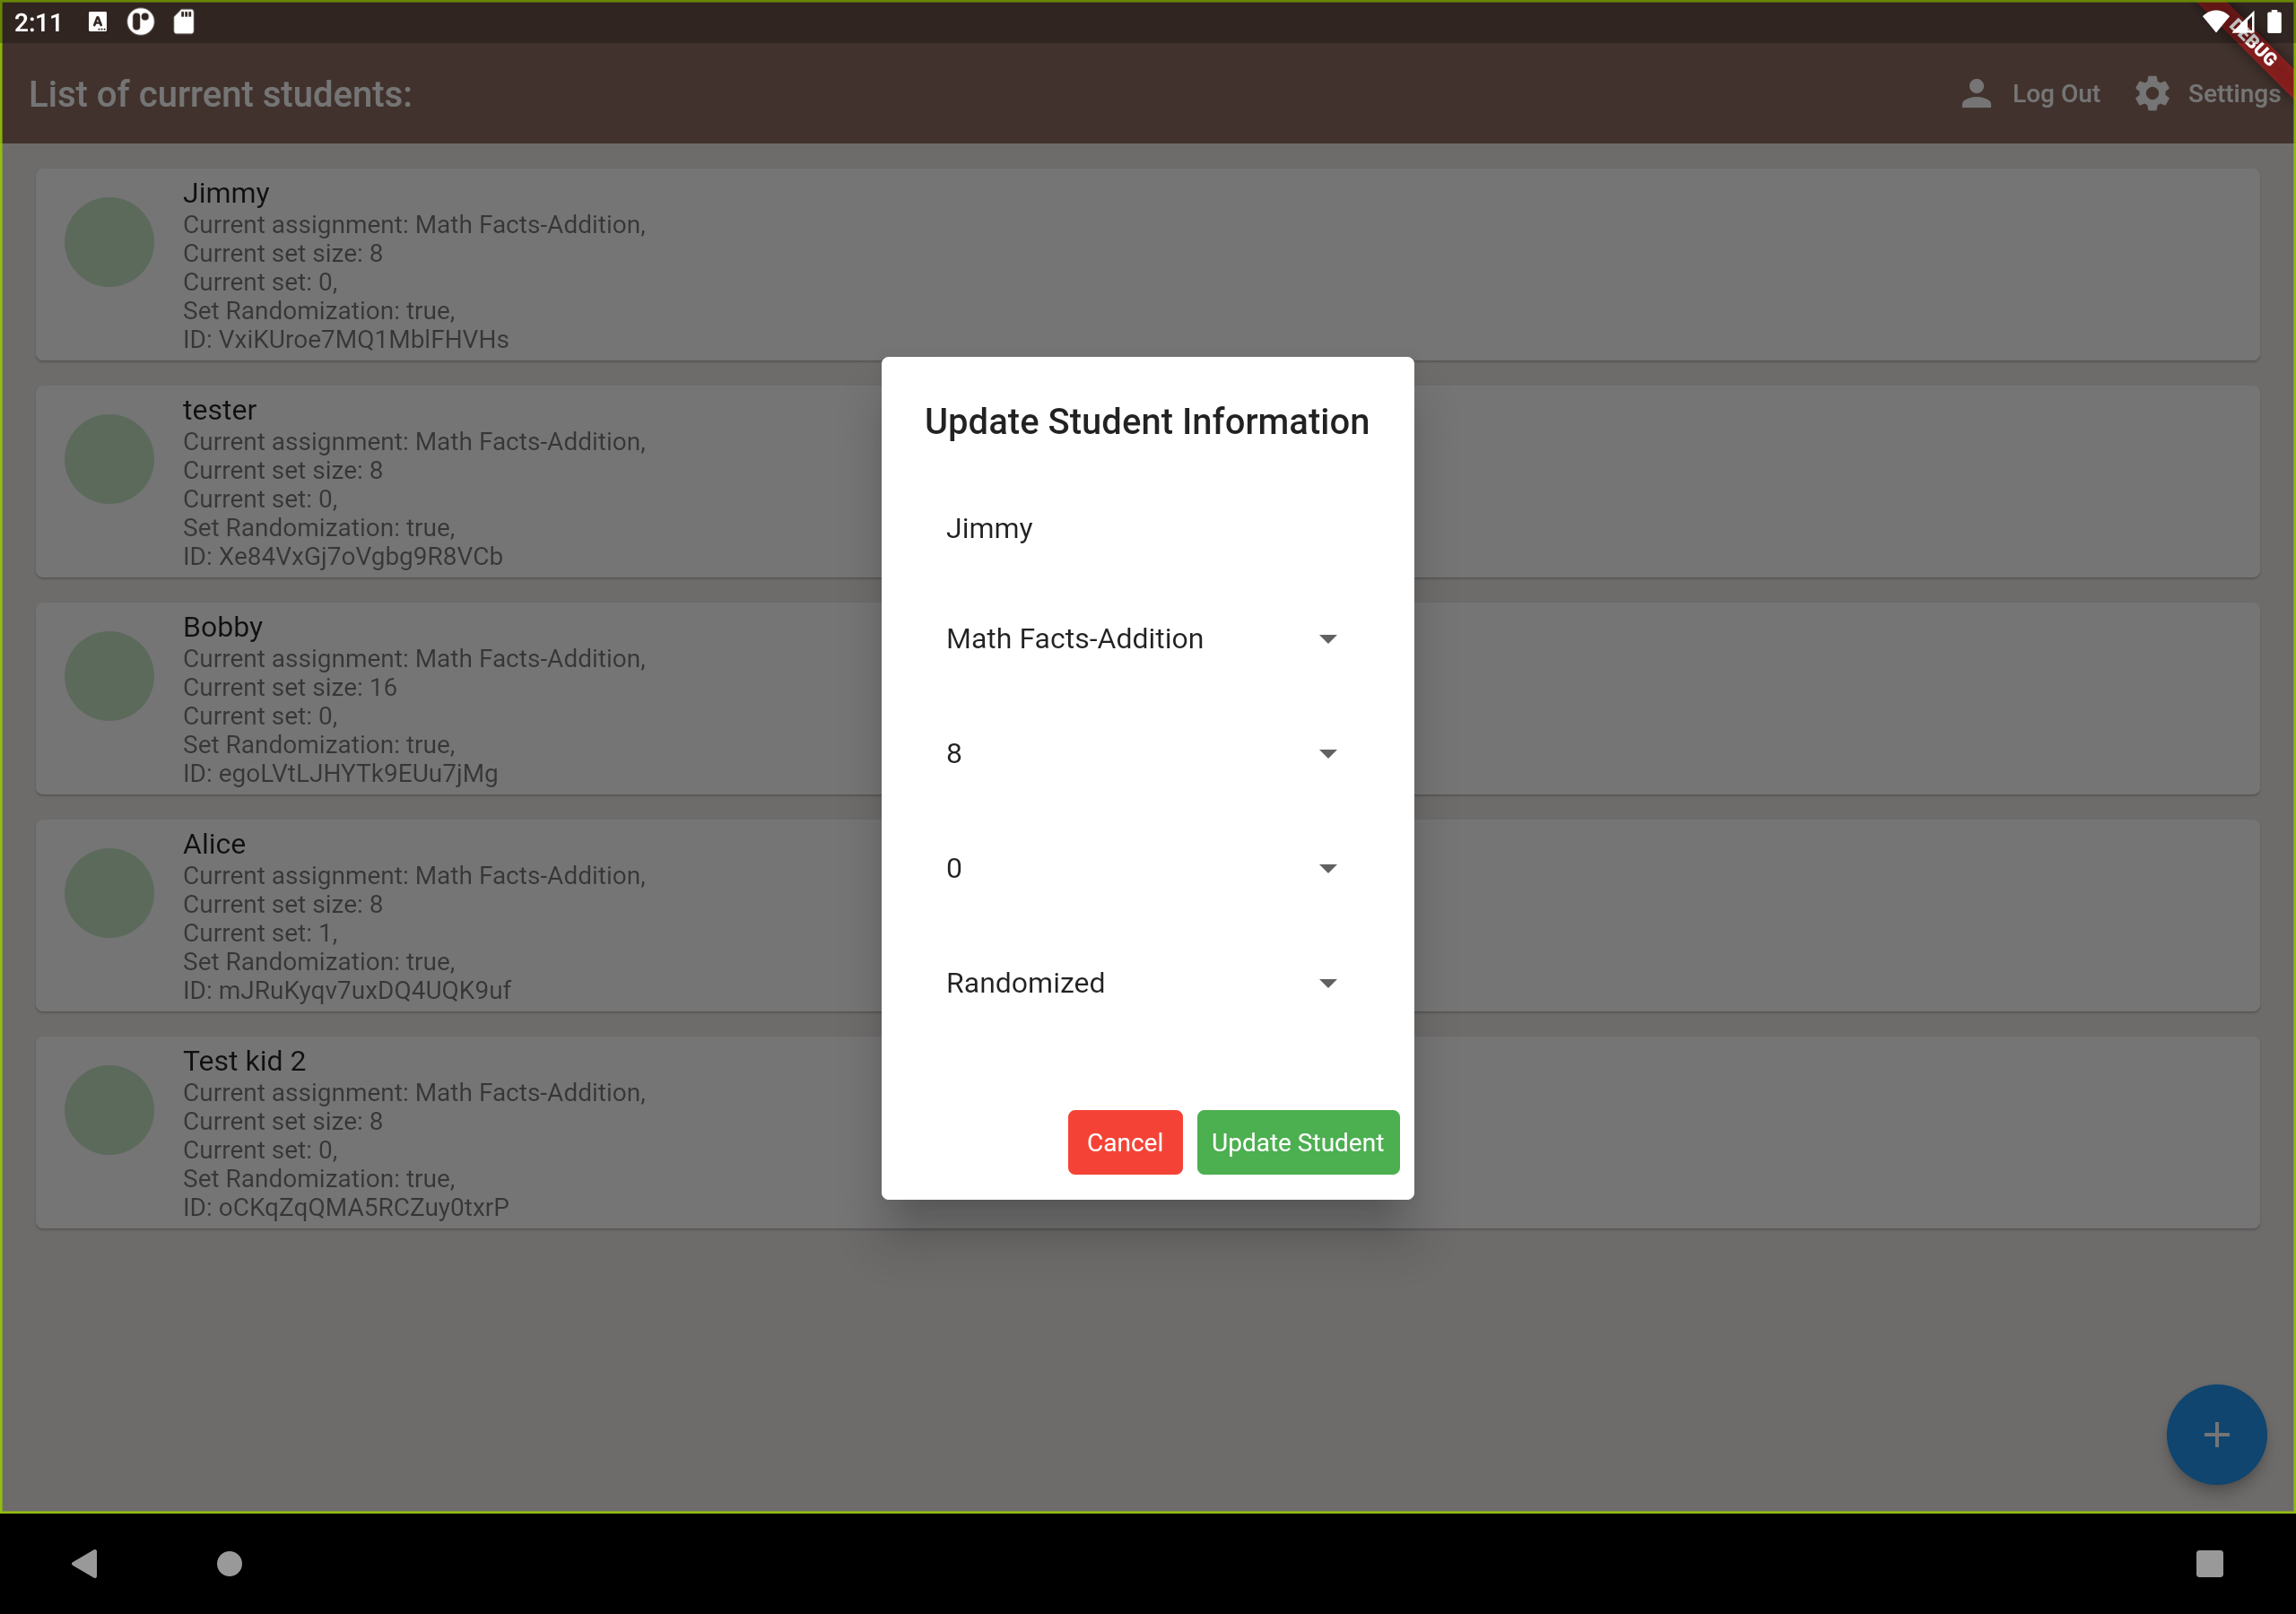 2:11
DEBUG
List of current students:
Log Out
Settings
Jimmy
Current assignment: Math Facts-Addition,
Current set size: 8
Current set: 0,
Set Randomization: true,
ID: VxiKUroe7MQ1MblFHVHs
tester
Current assignment: Math Facts-Addition,
Current set size: 8
Current set: 0,
Set Randomization: true,
ID: Xe84VxGj7oVgbg9R8VCb
Bobby
Current assignment: Math Facts-Addition,
Current set size: 16
Current set: 0,
Set Randomization: true,
ID: egoLVtLJHYTk9EUu7jMg
Alice
Current assignment: Math Facts-Addition,
Current set size: 8
Current set: 1,
Set Randomization: true,
ID: mJRuKyqv7uxDQ4UQK9uf
Test kid 2
Current assignment: Math Facts-Addition,
Current set size: 8
Current set: 0,
Set Randomization: true,
ID: oCKqZqQMA5RCZuy0txrP
Update Student Information
Jimmy
Math Facts-Addition
8
0
Randomized
Cancel
Update Student